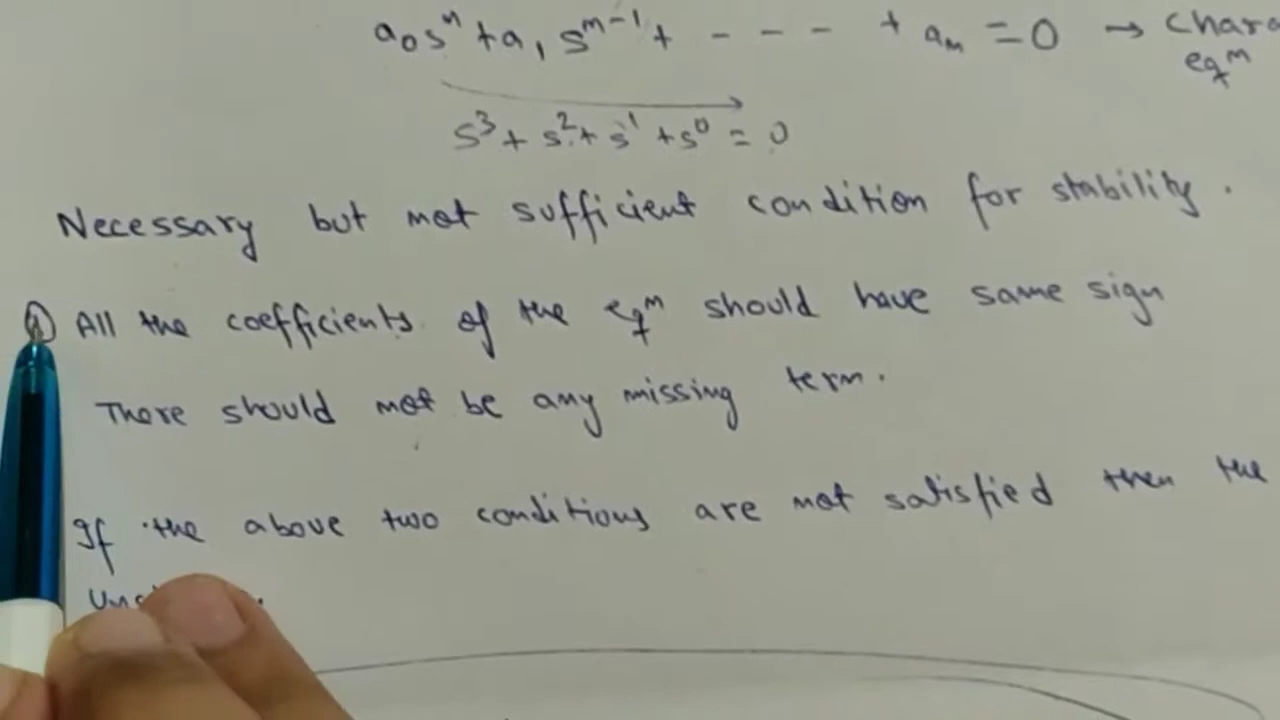 a₀sⁿ + a₁ s^{n-1} + - - - - + aₙ = 0 → Chara
eqⁿ
s³ + s² + s¹ + s⁰ = 0
Necessary but not sufficient condition for stability.
① All the coefficients of the eqⁿ should have same sign
There should not be any missing term.
If the above two conditions are not satisfied then the